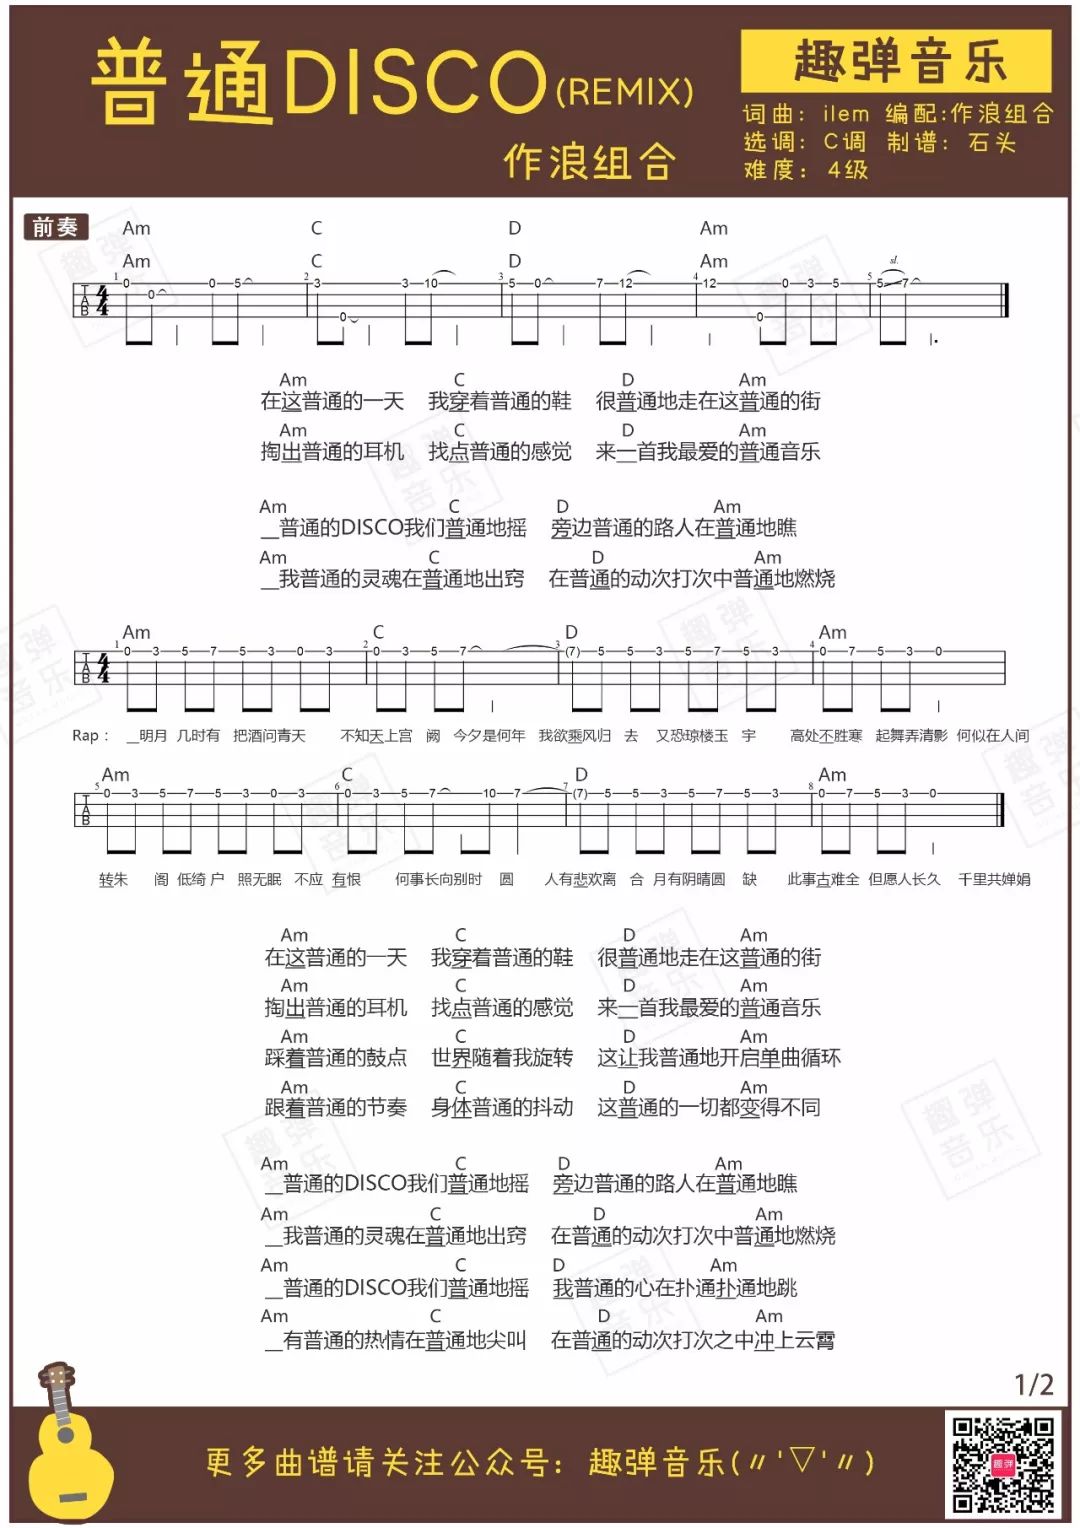 普通DISCO(REMIX)
作浪组合
趣弹音乐
词曲：ilem 编配:作浪组合
选调：C调 制谱：石头
难度：4级
前奏
Am C D Am
Am C D Am
1 0 0 0 5 2 3 0 3 10 3 5 0 7 12 4 12 0 0 3 5 5 sl. 5 7
T A B 4 4
Am C D Am
在这普通的一天 我穿着普通的鞋 很普通地走在这普通的街
Am C D Am
掏出普通的耳机 找点普通的感觉 来一首我最爱的普通音乐
Am C D Am
__普通的DISCO我们普通地摇 旁边普通的路人在普通地瞧
Am C D Am
__我普通的灵魂在普通地出窍 在普通的动次打次中普通地燃烧
Am C D Am
1 0 3 5 7 5 3 0 3 2 0 3 5 7 3 (7) 5 5 3 5 7 5 3 4 0 7 5 3 0
T A B 4 4
Rap： __明月 几时有 把酒问青天 不知天上宫 阙 今夕是何年 我欲乘风归 去 又恐琼楼玉 宇 高处不胜寒 起舞弄清影 何似在人间
Am C D Am
5 0 3 5 7 5 3 0 3 6 0 3 5 7 10 7 7 (7) 5 5 3 5 7 5 3 8 0 7 5 3 0
T A B
转朱 阁 低绮 户 照无眠 不应 有恨 何事长向别时 圆 人有悲欢离 合 月有阴晴圆 缺 此事古难全 但愿人长久 千里共婵娟
Am C D Am
在这普通的一天 我穿着普通的鞋 很普通地走在这普通的街
Am C D Am
掏出普通的耳机 找点普通的感觉 来一首我最爱的普通音乐
Am C D Am
踩着普通的鼓点 世界随着我旋转 这让我普通地开启单曲循环
Am C D Am
跟着普通的节奏 身体普通的抖动 这普通的一切都变得不同
Am C D Am
__普通的DISCO我们普通地摇 旁边普通的路人在普通地瞧
Am C D Am
__我普通的灵魂在普通地出窍 在普通的动次打次中普通地燃烧
Am C D Am
__普通的DISCO我们普通地摇 我普通的心在扑通扑通地跳
Am C D Am
__有普通的热情在普通地尖叫 在普通的动次打次之中冲上云霄
1/2
更多曲谱请关注公众号：趣弹音乐(〃'▽'〃)
趣弹